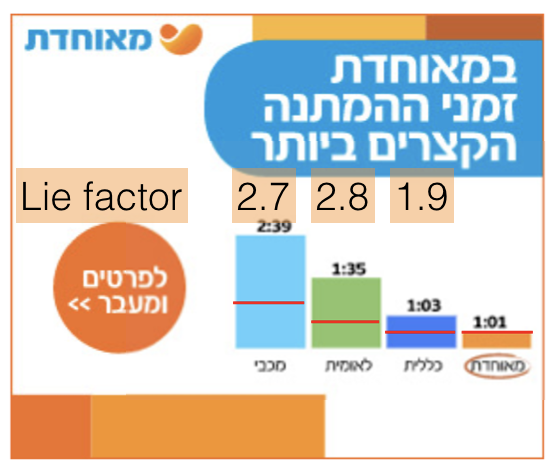 מאוחדת
במאוחדת
זמני ההמתנה
הקצרים ביותר
Lie factor 2.7 2.8 1.9
לפרטים
ומעבר >>
2:39
1:35
1:03
1:01
מכבי לאומית כללית מאוחדת